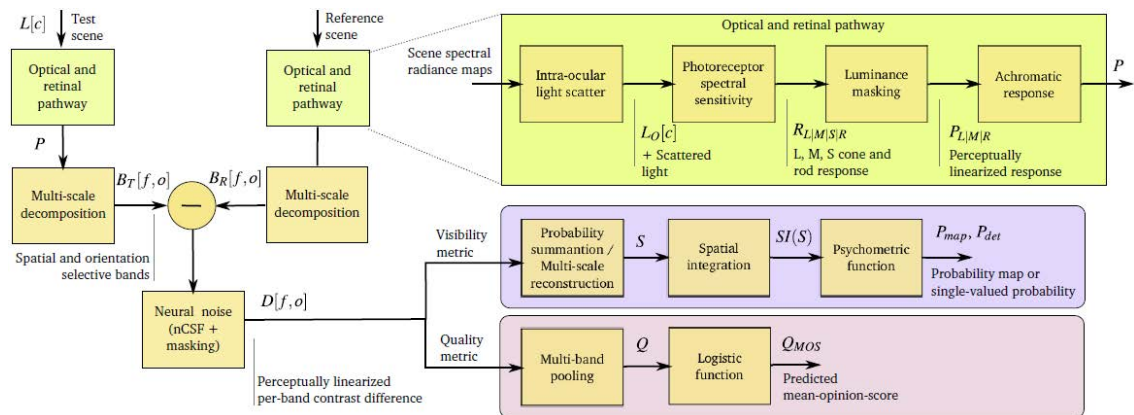 L[c]
Test
scene
Reference
scene
Optical and
retinal
pathway
Optical and
retinal
pathway
P
Multi-scale
decomposition
B_T[f,o]
−
B_R[f,o]
Multi-scale
decomposition
Spatial and orientation
selective bands
Neural noise
(nCSF +
masking)
D[f,o]
Perceptually linearized
per-band contrast difference
Optical and retinal pathway
Scene spectral
radiance maps
Intra-ocular
light scatter
Photoreceptor
spectral
sensitivity
Luminance
masking
Achromatic
response
P
L_O[c]
+ Scattered
light
R_{L|M|S|R}
L, M, S cone and
rod response
P_{L|M|R}
Perceptually
linearized response
Visibility
metric
Probability
summantion /
Multi-scale
reconstruction
S
Spatial
integration
SI(S)
Psychometric
function
P_map, P_det
Probability map or
single-valued probability
Quality
metric
Multi-band
pooling
Q
Logistic
function
Q_MOS
Predicted
mean-opinion-score